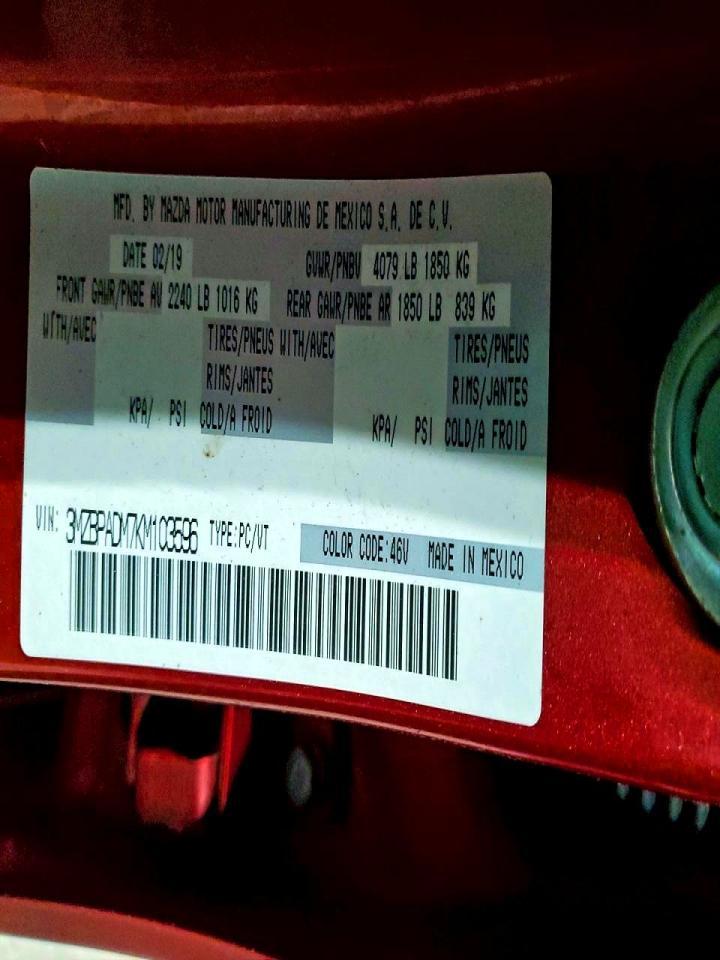 MFD. BY MAZDA MOTOR MANUFACTURING DE MEXICO S.A. DE C.V.
DATE 02/19 GVWR/PNBV 4079 LB 1850 KG
FRONT GAWR/PNBE AV 2240 LB 1016 KG REAR GAWR/PNBE AR 1850 LB 839 KG
WITH/AVEC TIRES/PNEUS WITH/AVEC TIRES/PNEUS
RIMS/JANTES RIMS/JANTES
KPA/ PSI COLD/A FROID KPA/ PSI COLD/A FROID
VIN: 3MZBPADM7KM103596 TYPE:PC/VT COLOR CODE:46V MADE IN MEXICO